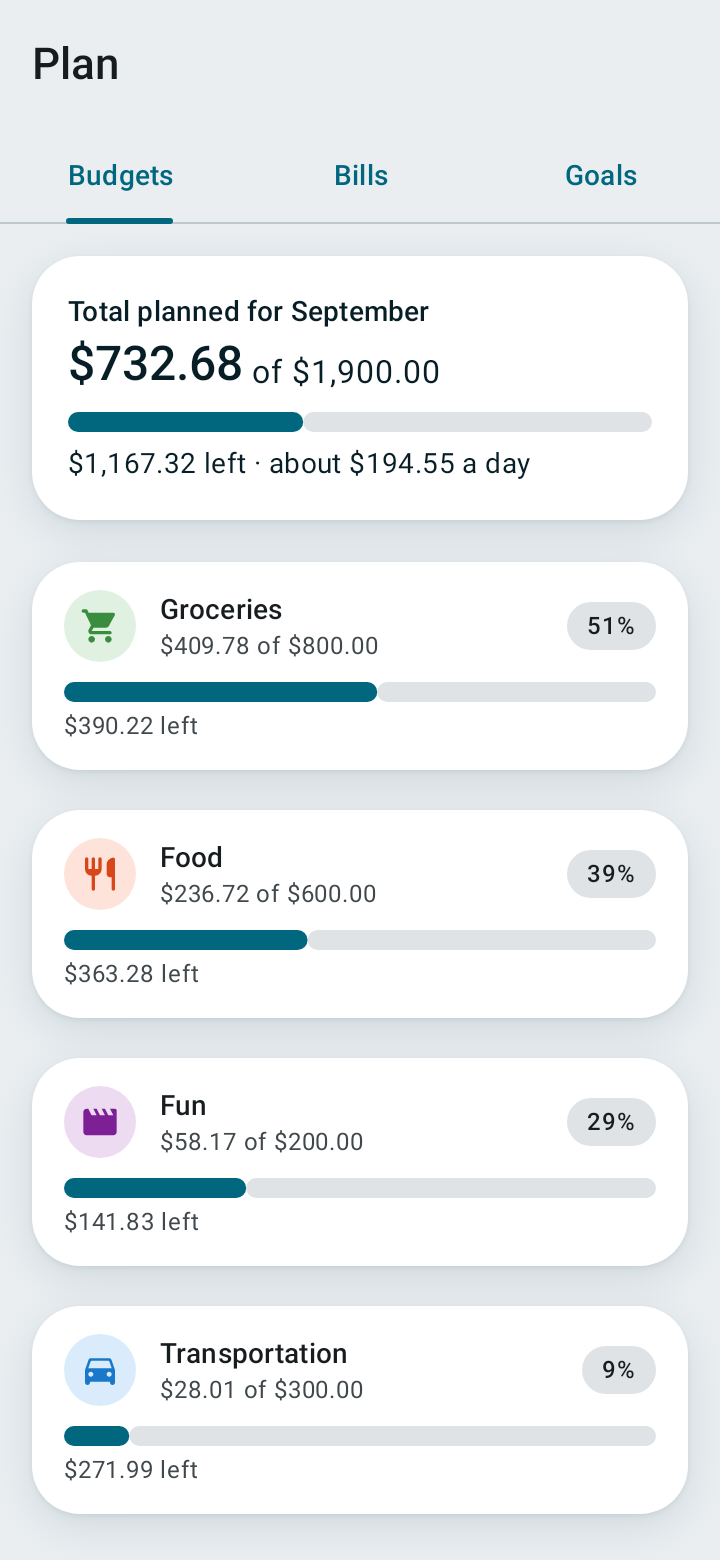 Plan
Budgets Bills Goals
Total planned for September
$732.68 of $1,900.00
$1,167.32 left · about $194.55 a day
Groceries
$409.78 of $800.00
51%
$390.22 left
Food
$236.72 of $600.00
39%
$363.28 left
Fun
$58.17 of $200.00
29%
$141.83 left
Transportation
$28.01 of $300.00
9%
$271.99 left